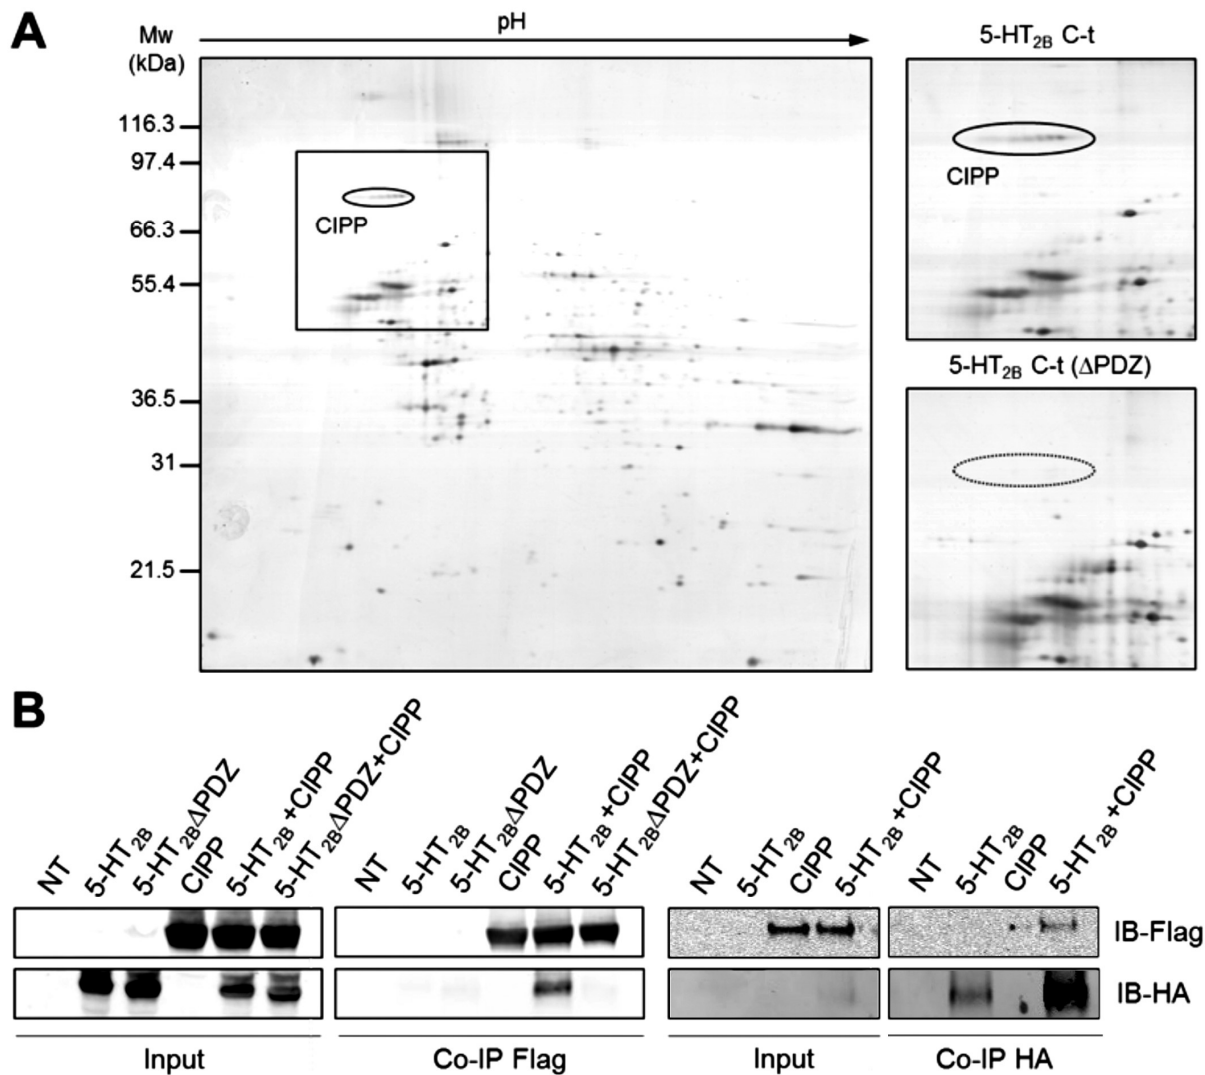 A
pH
Mw
(kDa)
116.3
97.4
66.3
55.4
36.5
31
21.5
CIPP
5-HT2B C-t
CIPP
5-HT2B C-t (ΔPDZ)
B
NT
5-HT2B
5-HT2BΔPDZ
CIPP
5-HT2B+CIPP
5-HT2BΔPDZ+CIPP
NT
5-HT2B
5-HT2BΔPDZ
CIPP
5-HT2B+CIPP
5-HT2BΔPDZ+CIPP
NT
5-HT2B
CIPP
5-HT2B+CIPP
NT
5-HT2B
CIPP
5-HT2B+CIPP
IB-Flag
IB-HA
Input
Co-IP Flag
Input
Co-IP HA